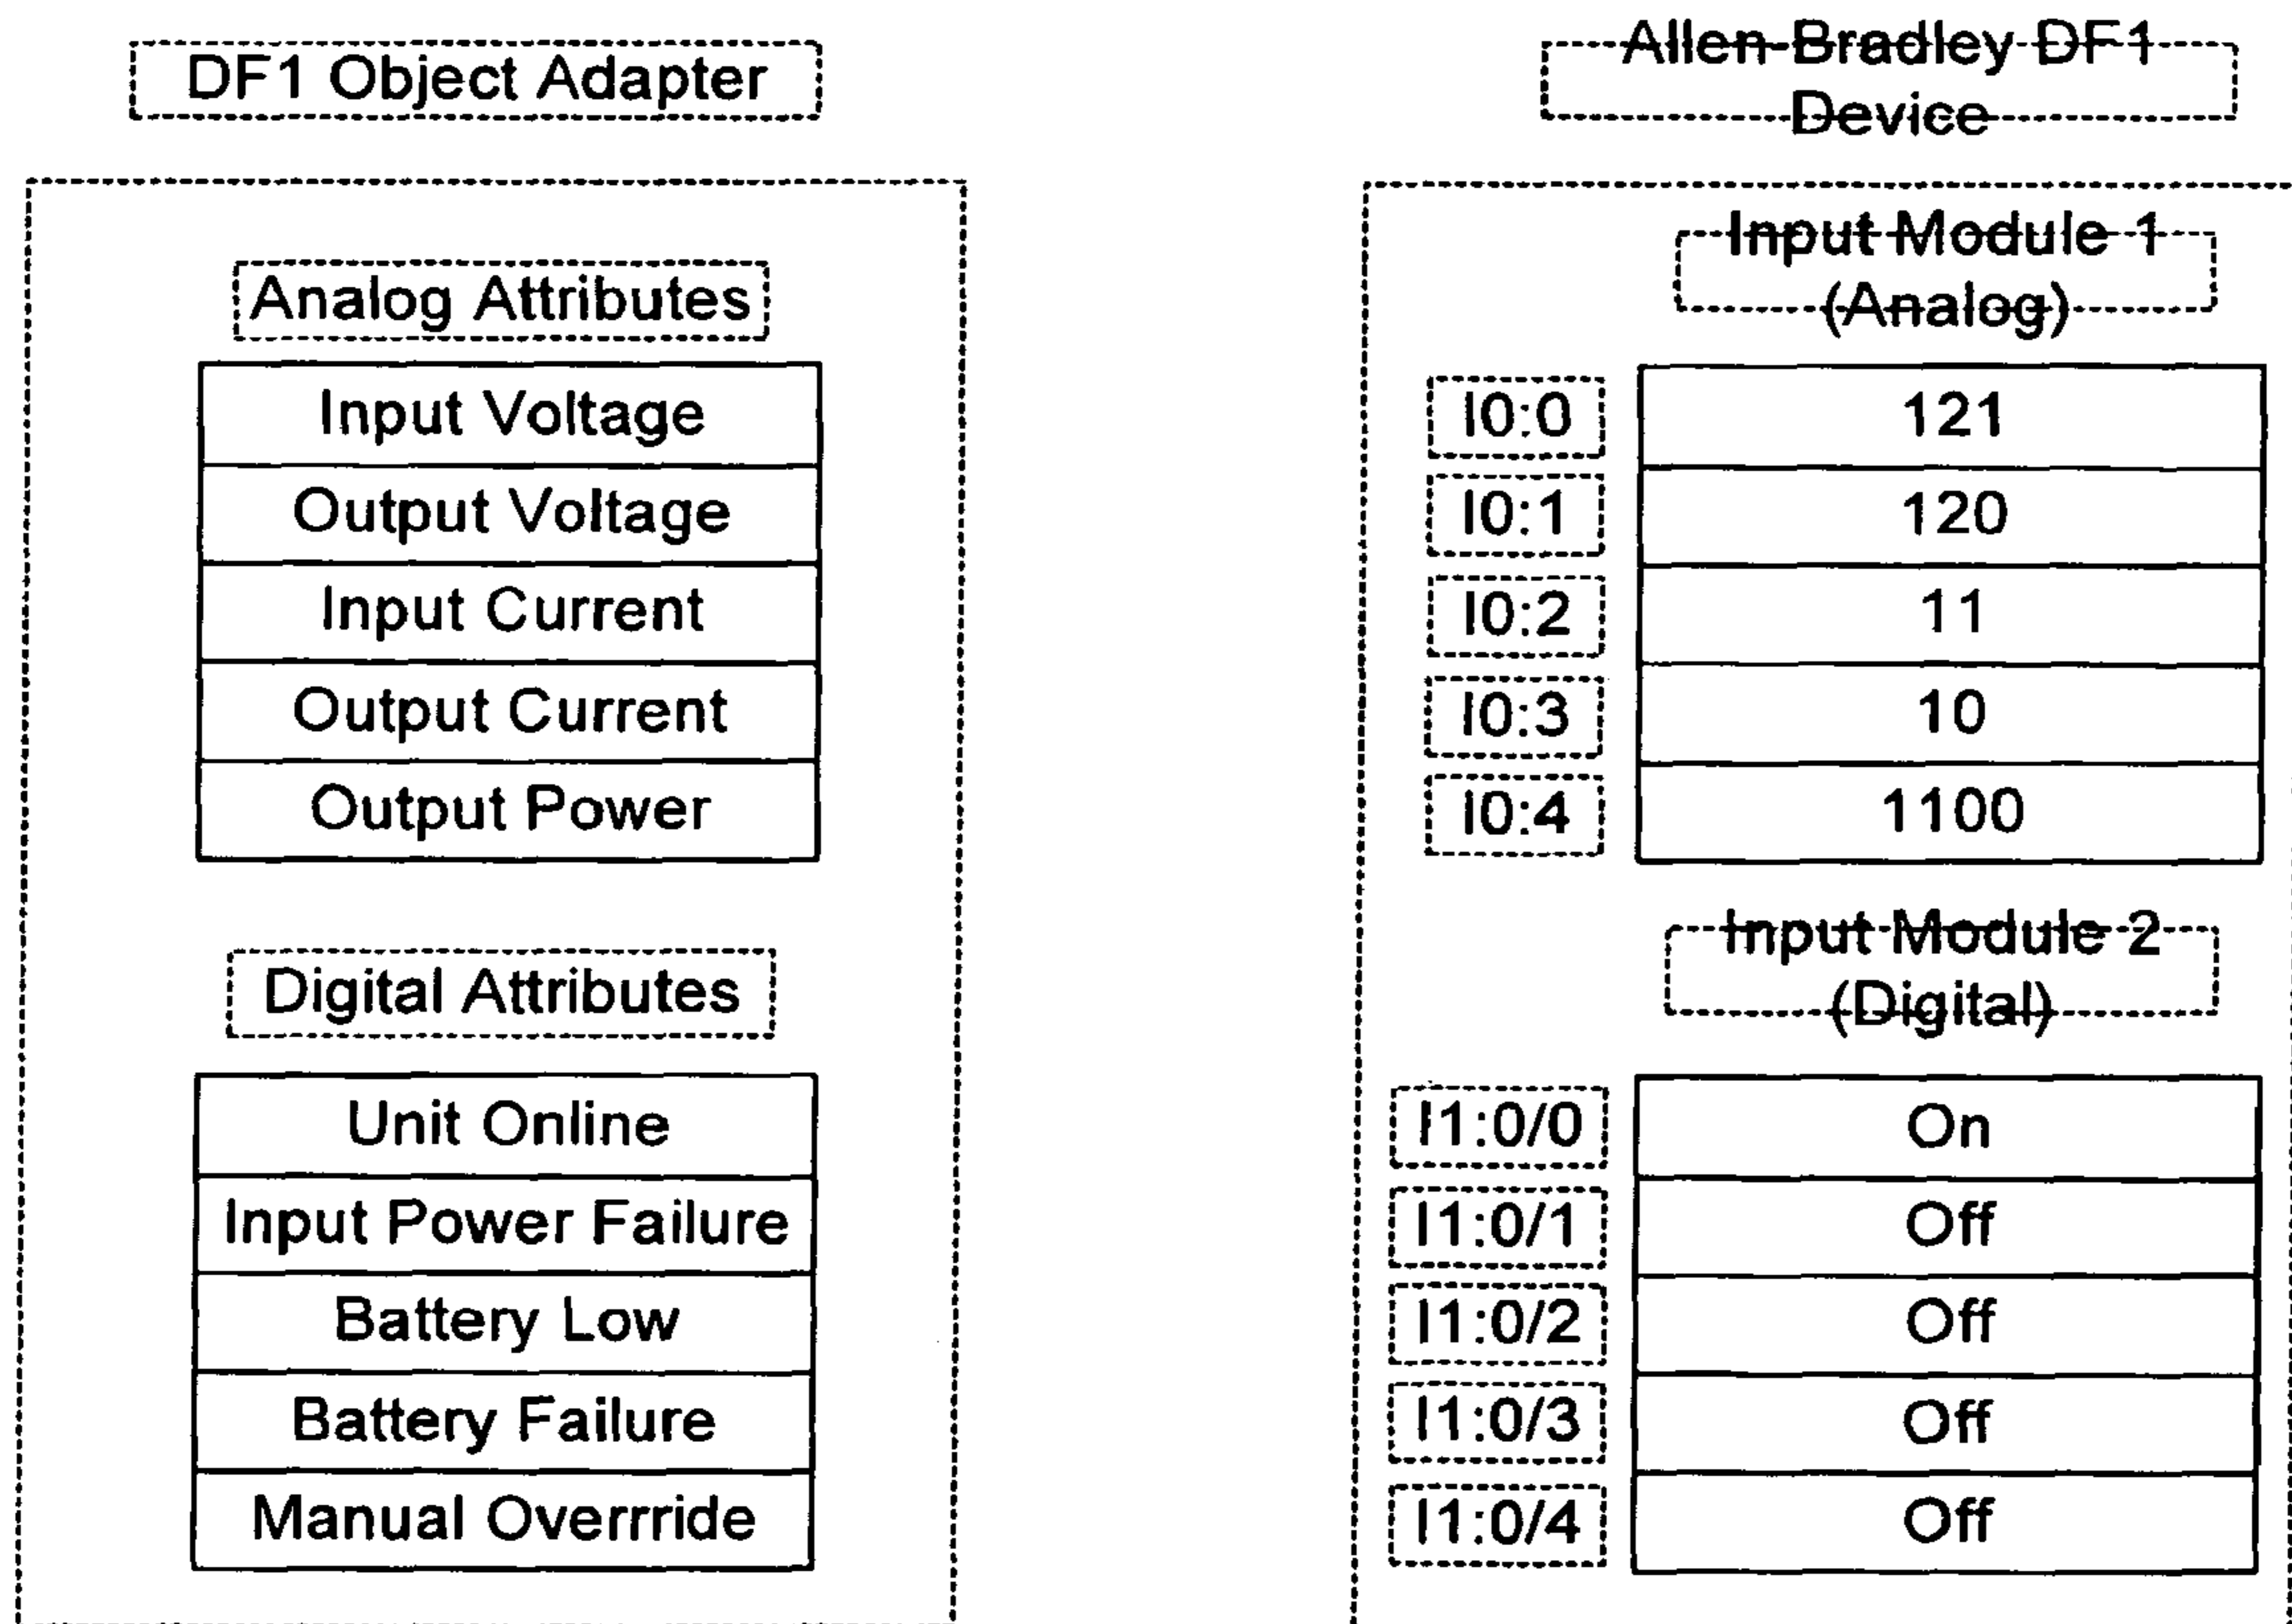 DF1 Object Adapter
Analog Attributes
Input Voltage
Output Voltage
Input Current
Output Current
Output Power
Digital Attributes
Unit Online
Input Power Failure
Battery Low
Battery Failure
Manual Overrride
Allen-Bradley DF1
Device
Input Module 1
(Analog)
I0:0 121
I0:1 120
I0:2 11
I0:3 10
I0:4 1100
Input Module 2
(Digital)
I1:0/0 On
I1:0/1 Off
I1:0/2 Off
I1:0/3 Off
I1:0/4 Off